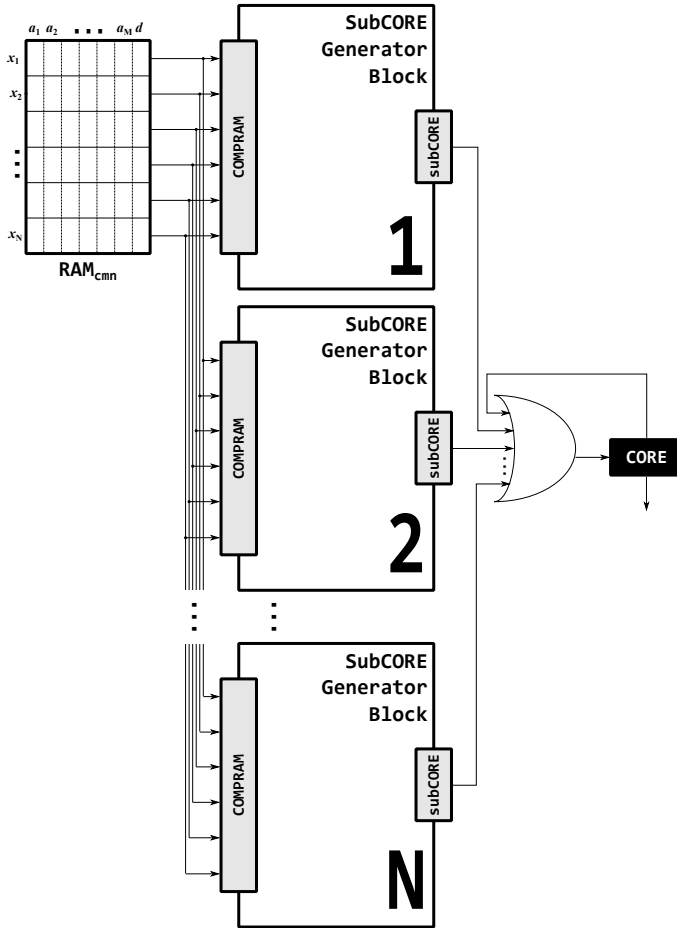 a1 a2 ... aM d
x1
x2
⋮
xN
RAMcmn
COMPRAM
SubCORE
Generator
Block
subCORE
1
COMPRAM
SubCORE
Generator
Block
subCORE
2
CORE
⋮ ⋮
COMPRAM
SubCORE
Generator
Block
subCORE
N